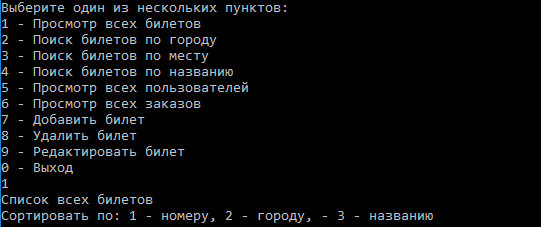 Выберите один из нескольких пунктов:
1 - Просмотр всех билетов
2 - Поиск билетов по городу
3 - Поиск билетов по месту
4 - Поиск билетов по названию
5 - Просмотр всех пользователей
6 - Просмотр всех заказов
7 - Добавить билет
8 - Удалить билет
9 - Редактировать билет
0 - Выход
1
Список всех билетов
Сортировать по: 1 - номеру, 2 - городу, - 3 - названию